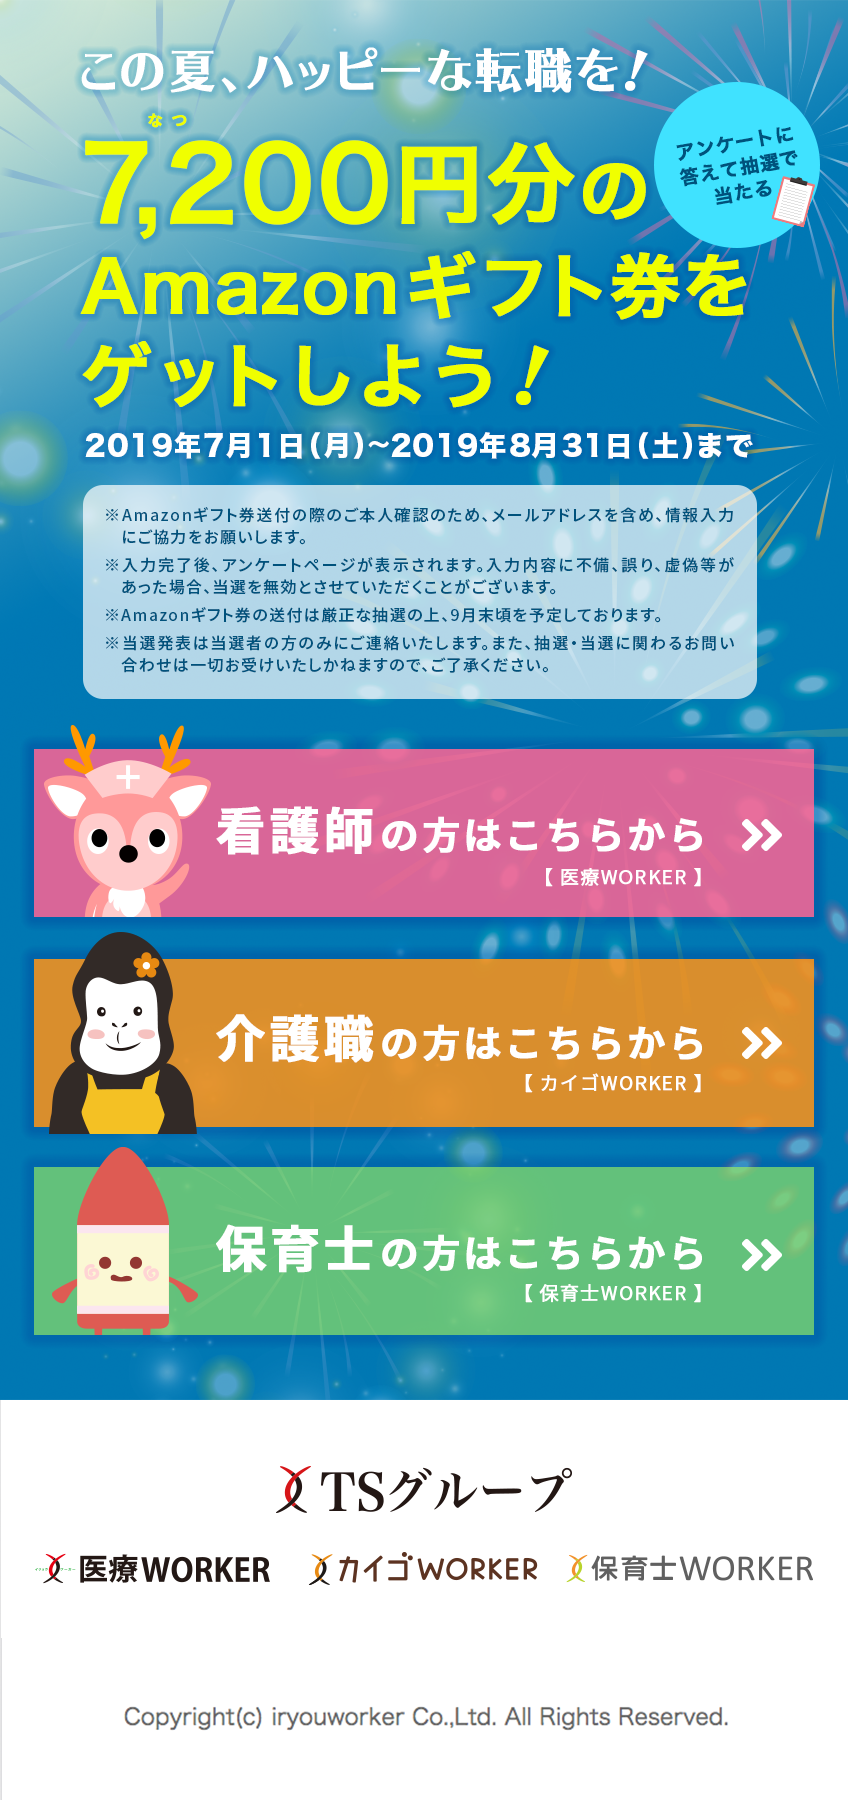 この夏、ハッピーな転職を!
なつ
7,200円分の
アンケートに
答えて抽選で
当たる
Amazonギフト券を
ゲットしよう!
2019年7月1日(月)~2019年8月31日(土)まで
※Amazonギフト券送付の際のご本人確認のため、メールアドレスを含め、情報入力
にご協力をお願いします。
※入力完了後、アンケートページが表示されます。入力内容に不備、誤り、虚偽等が
あった場合、当選を無効とさせていただくことがございます。
※Amazonギフト券の送付は厳正な抽選の上、9月末頃を予定しております。
※当選発表は当選者の方のみにご連絡いたします。また、抽選・当選に関わるお問い
合わせは一切お受けいたしかねますので、ご了承ください。
看護師の方はこちらから
【 医療WORKER 】
介護職の方はこちらから
【 カイゴWORKER 】
保育士の方はこちらから
【 保育士WORKER 】
TSグループ
医療WORKER カイゴWORKER 保育士WORKER
Copyright(c) iryouworker Co.,Ltd. All Rights Reserved.